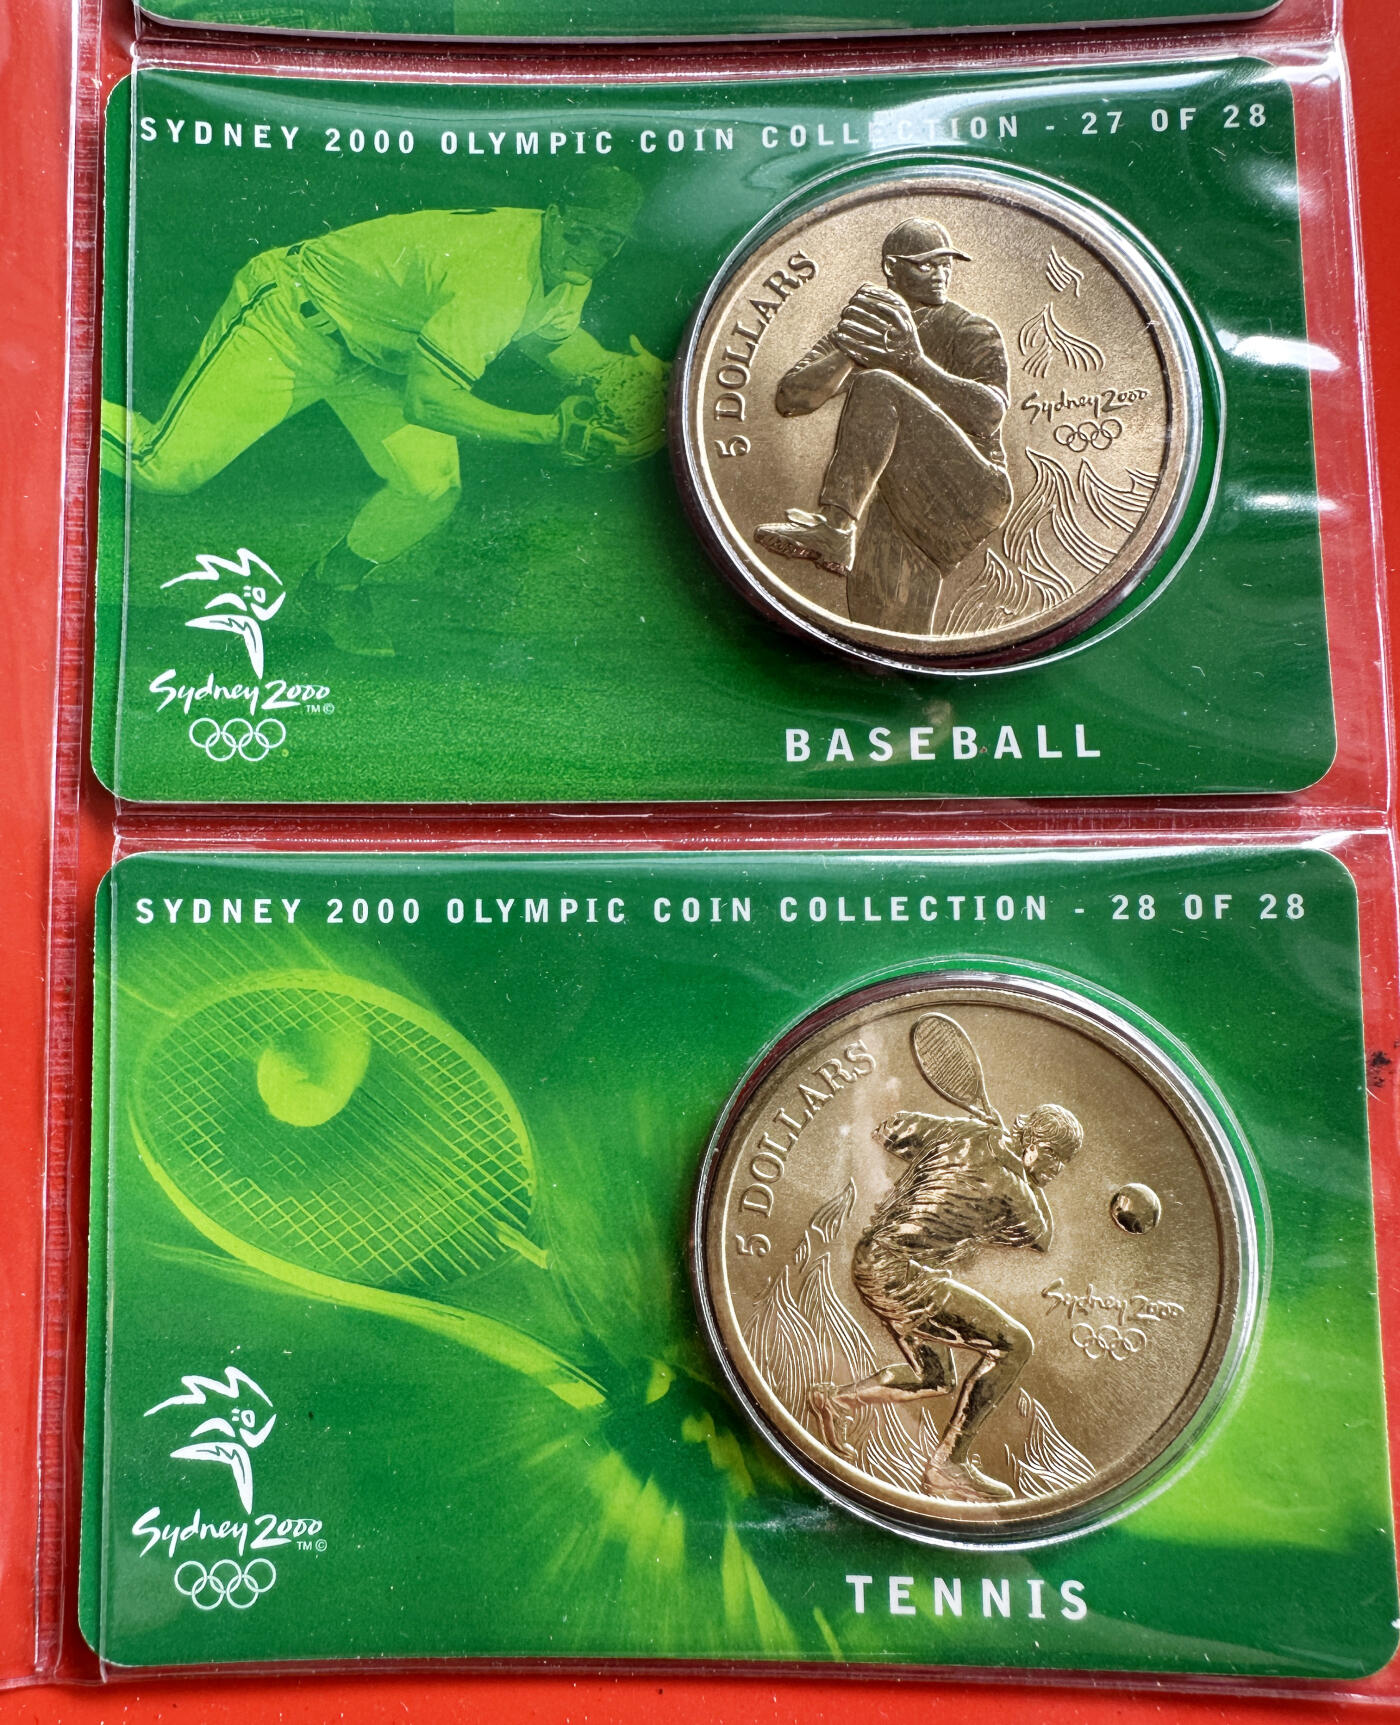 SYDNEY 2000 OLYMPIC COIN COLLECTION - 27 OF 28
5 DOLLARS
Sydney 2000
Sydney 2000
TM ©
BASEBALL
SYDNEY 2000 OLYMPIC COIN COLLECTION - 28 OF 28
5 DOLLARS
Sydney 2000
Sydney 2000
TM ©
TENNIS